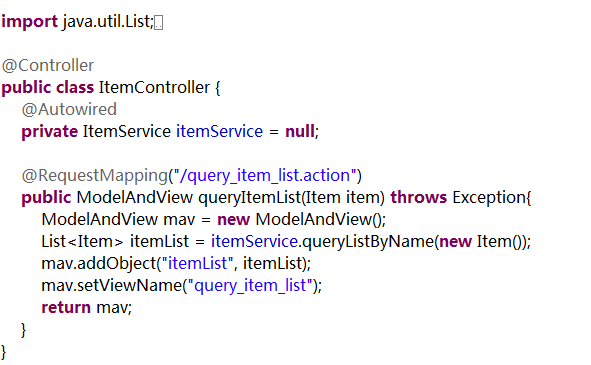 import java.util.List;
@Controller
public class ItemController {
@Autowired
private ItemService itemService = null;
@RequestMapping("/query_item_list.action")
public ModelAndView queryItemList(Item item) throws Exception{
ModelAndView mav = new ModelAndView();
List<Item> itemList = itemService.queryListByName(new Item());
mav.addObject("itemList", itemList);
mav.setViewName("query_item_list");
return mav;
}
}